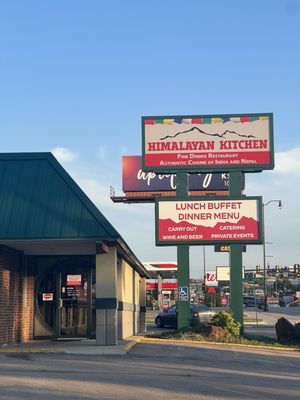 HIMALAYAN KITCHEN
FINE DINING RESTAURANT
AUTHENTIC CUISINE OF INDIA AND NEPAL
LUNCH BUFFET
DINNER MENU
CARRY OUT
CATERING
WINE AND BEER
PRIVATE EVENTS